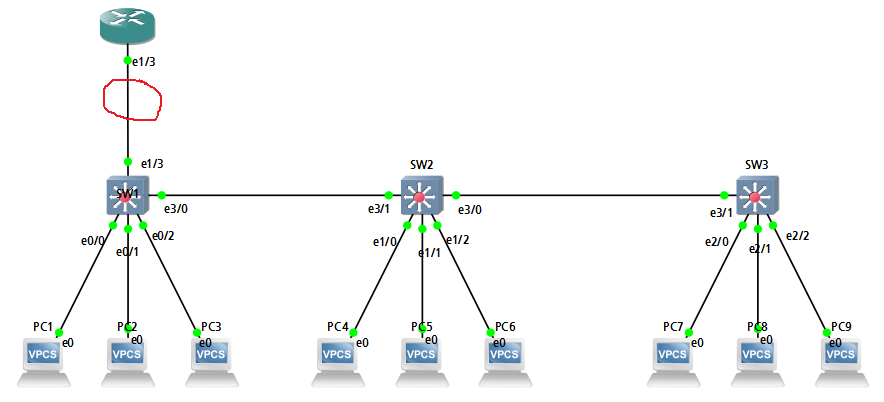 e1/3
e1/3
SW1
SW2
SW3
e3/0
e3/1
e3/0
e3/1
e0/0
e0/1
e0/2
e1/0
e1/1
e1/2
e2/0
e2/1
e2/2
PC1
PC2
PC3
PC4
PC5
PC6
PC7
PC8
PC9
e0
e0
e0
e0
e0
e0
e0
e0
e0
VPCS
VPCS
VPCS
VPCS
VPCS
VPCS
VPCS
VPCS
VPCS